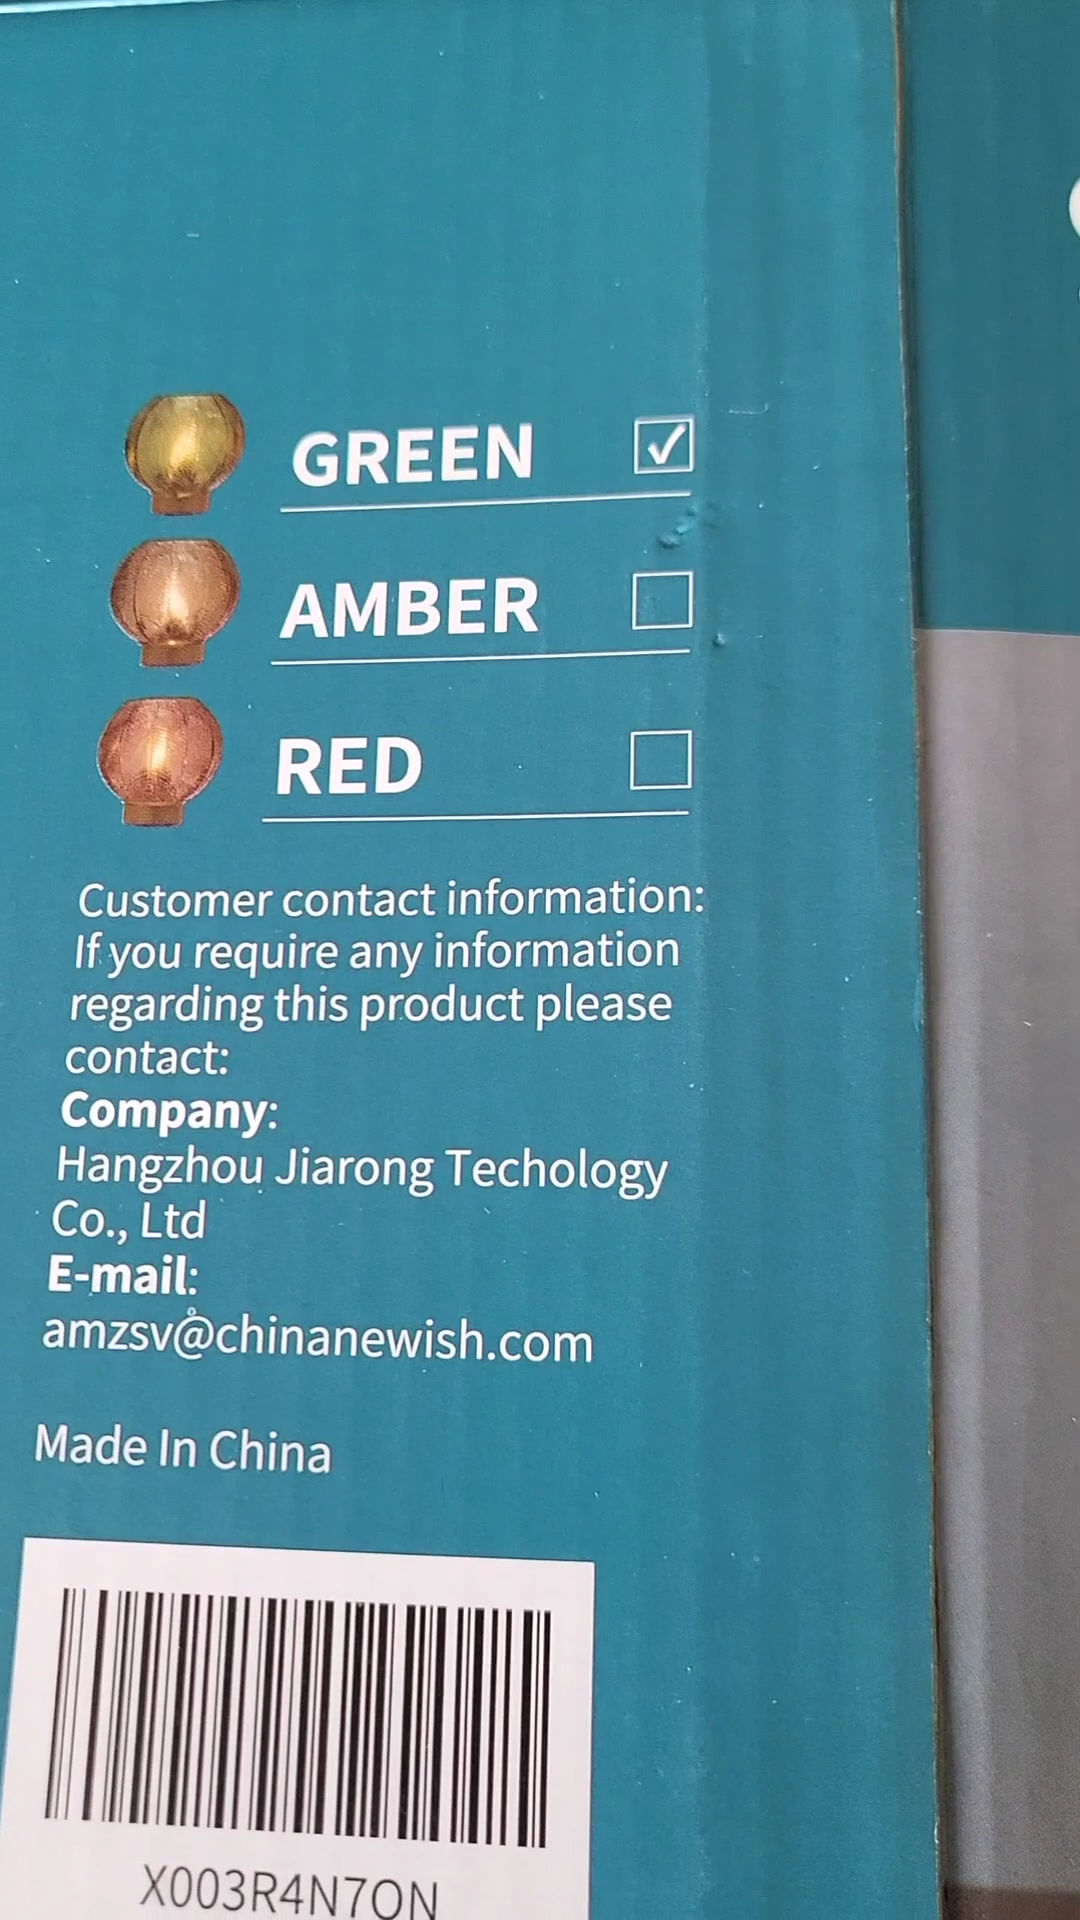 GREEN
AMBER
RED
Customer contact information:
If you require any information
regarding this product please
contact:
Company:
Hangzhou Jiarong Techology
Co., Ltd
E-mail:
amzsv@chinanewish.com
Made In China
X003R4N7ON